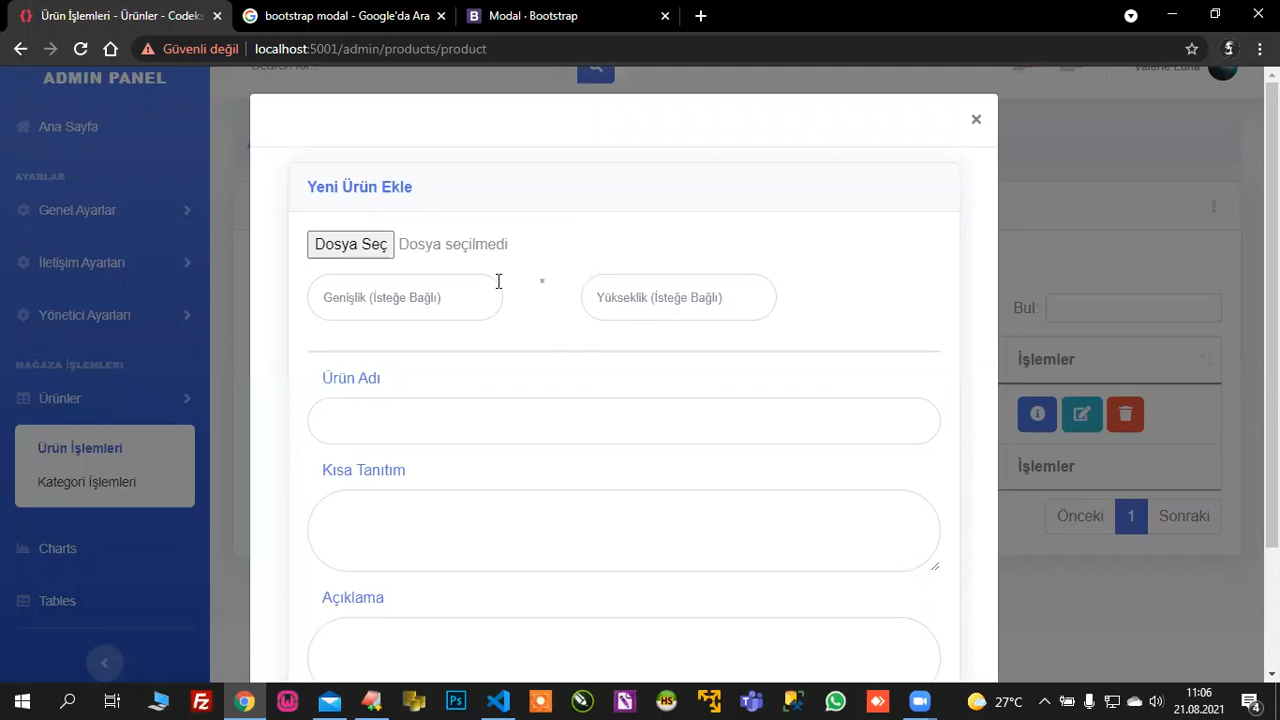 Ürün İşlemleri - Ürünler - Codek
bootstrap modal - Google'da Ara
Modal · Bootstrap
Güvenli değil
localhost:5001/admin/products/product
ADMIN PANEL
Valerie Luna
×
Ana Sayfa
Yeni Ürün Ekle
AYARLAR
Genel Ayarlar
Dosya Seç Dosya seçilmedi
İletişim Ayarları
*
Genişlik (İsteğe Bağlı)
Yükseklik (İsteğe Bağlı)
Bul:
Yönetici Ayarları
MAĞAZA İŞLEMLERİ
İşlemler
Ürün Adı
Ürünler
Ürün İşlemleri
Kısa Tanıtım
İşlemler
Kategori İşlemleri
Önceki 1 Sonraki
Charts
Açıklama
Tables
27°C
11:06
21.08.2021
4